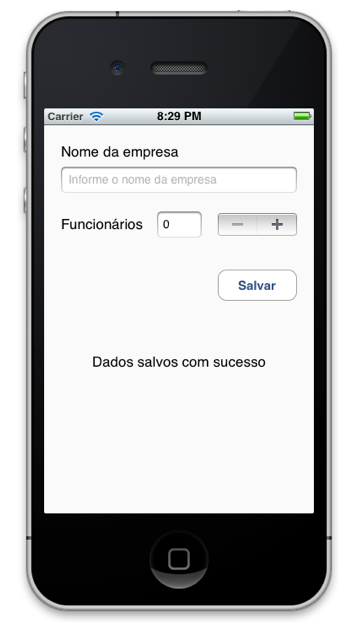 Carrier 8:29 PM
Nome da empresa
Informe o nome da empresa
Funcionários 0 − +
Salvar
Dados salvos com sucesso